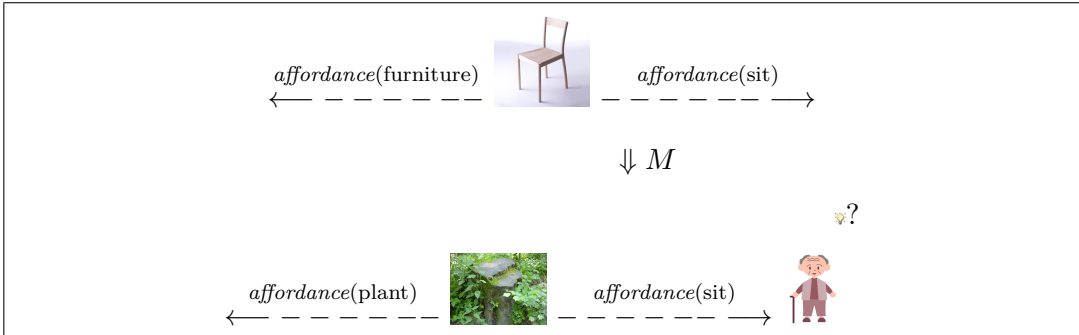 affordance(furniture) affordance(sit)
⇓ M
?
affordance(plant) affordance(sit)